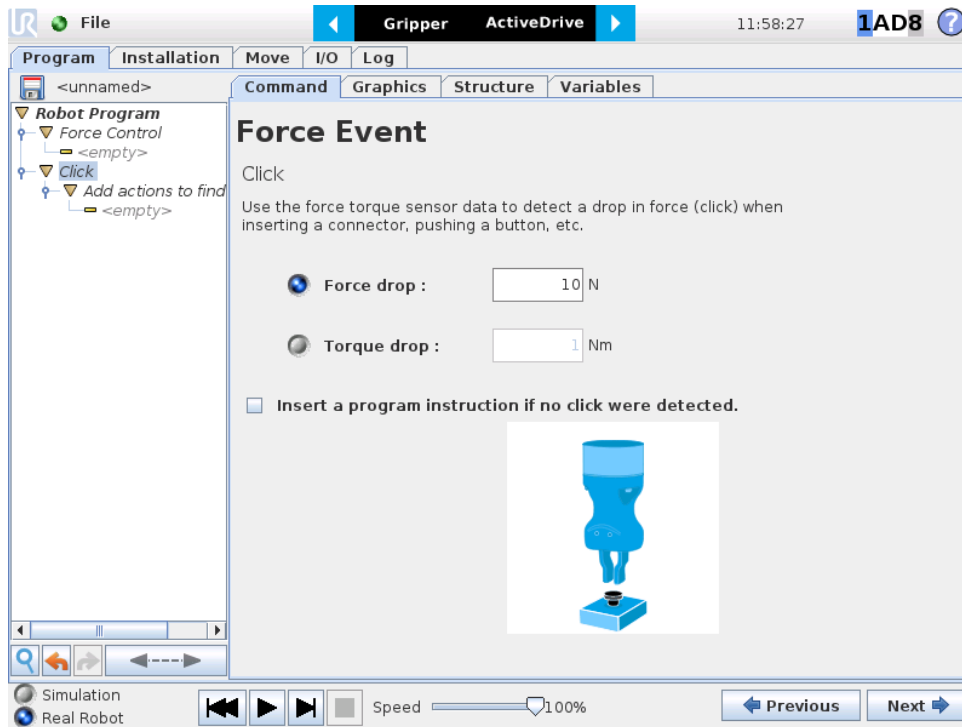 UR File Gripper ActiveDrive 11:58:27 1AD8 ?
Program Installation Move I/O Log
<unnamed>
Command Graphics Structure Variables
Robot Program
Force Control
<empty>
Click
Add actions to find
<empty>
Force Event
Click
Use the force torque sensor data to detect a drop in force (click) when
inserting a connector, pushing a button, etc.
Force drop : 10 N
Torque drop : 1 Nm
Insert a program instruction if no click were detected.
Simulation
Real Robot
Speed 100%
Previous Next